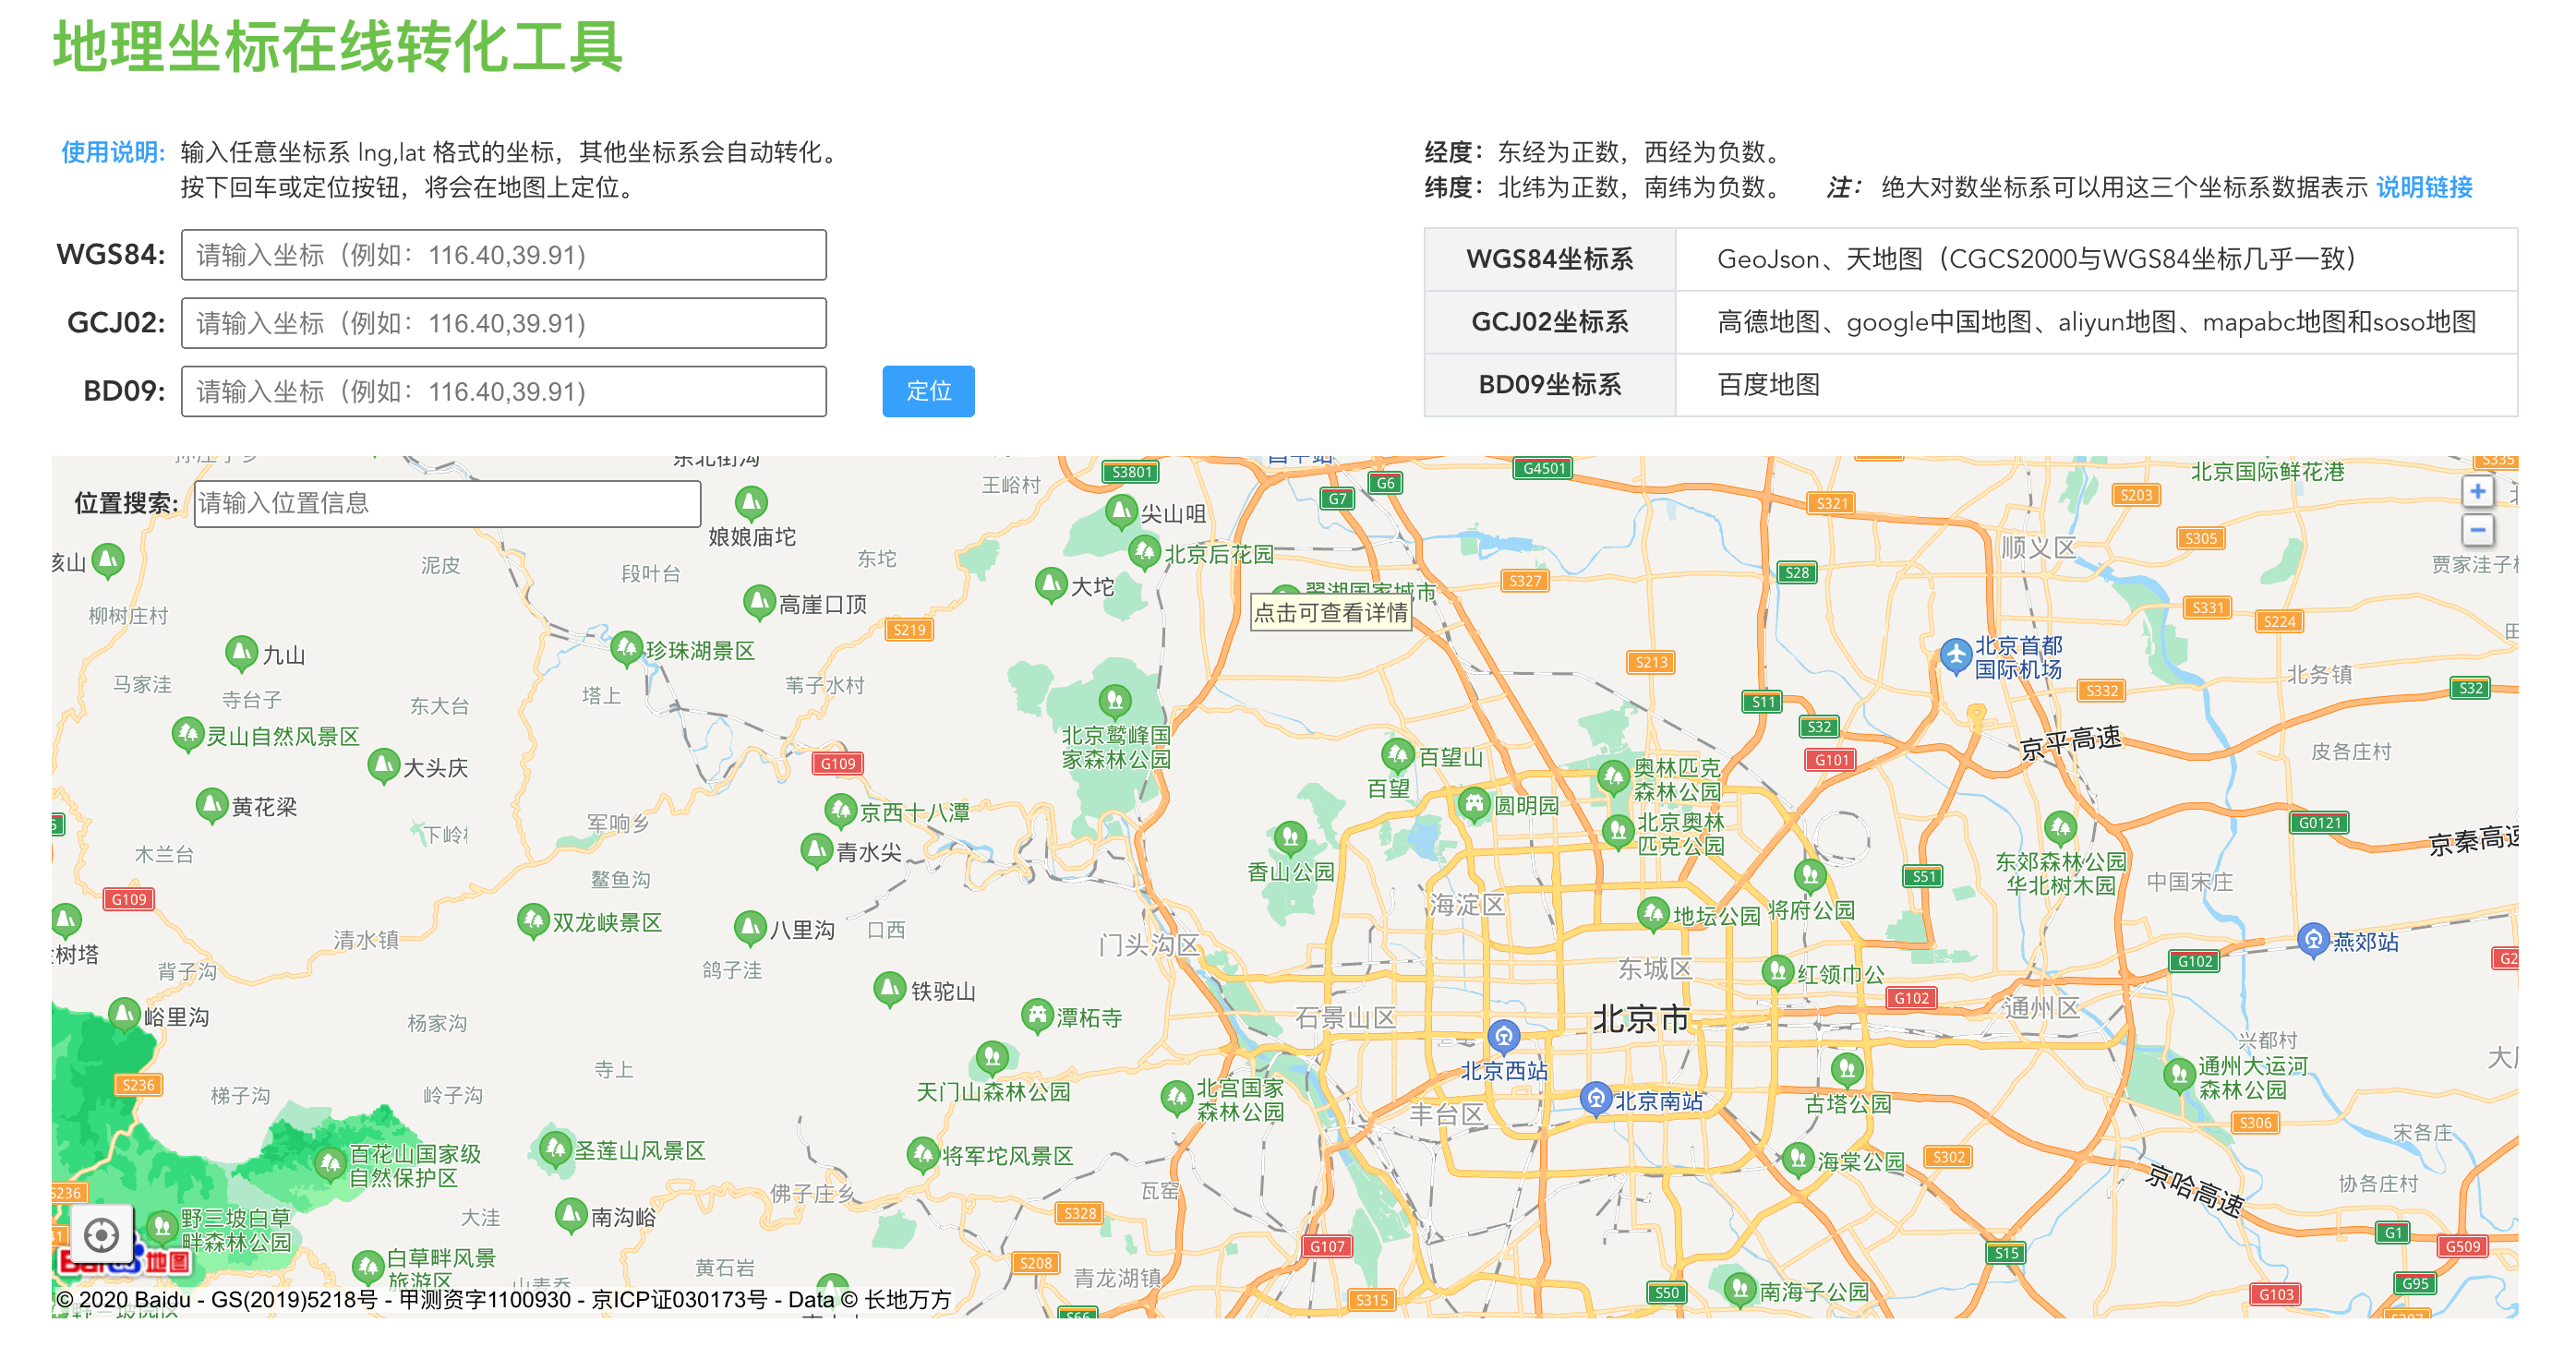 地理坐标在线转化工具
使用说明: 输入任意坐标系 lng,lat 格式的坐标，其他坐标系会自动转化。
按下回车或定位按钮，将会在地图上定位。
经度：东经为正数，西经为负数。
纬度：北纬为正数，南纬为负数。 注： 绝大对数坐标系可以用这三个坐标系数据表示 说明链接
WGS84: 请输入坐标（例如：116.40,39.91)
GCJ02: 请输入坐标（例如：116.40,39.91)
BD09: 请输入坐标（例如：116.40,39.91)
定位
WGS84坐标系 GeoJson、天地图（CGCS2000与WGS84坐标几乎一致）
GCJ02坐标系 高德地图、google中国地图、aliyun地图、mapabc地图和soso地图
BD09坐标系 百度地图
位置搜索: 请输入位置信息
东北街沟
王峪村
S3801
G7
G6
G4501
S321
S203
北京国际鲜花港
S335
+
−
娘娘庙坨
尖山咀
北京后花园
东坨
段叶台
泥皮
柳树庄村
大坨
高崖口顶
S219
翠湖国家城市
点击可查看详情
S327
S28
顺义区
S305
S331
S224
九山
珍珠湖景区
马家洼
寺台子
东大台
塔上
苇子水村
S213
北京首都
国际机场
北务镇
S332
S32
S11
S32
灵山自然风景区
大头庆
黄花梁
G109
北京鹫峰国
家森林公园
百望山
百望
G101
京平高速
皮各庄村
奥林匹克
森林公园
圆明园
北京奥林
匹克公园
京西十八潭
军响乡
木兰台
青水尖
香山公园
G0121
东郊森林公园
华北树木园
S51
中国宋庄
G109
鳌鱼沟
双龙峡景区
八里沟
口西
清水镇
背子沟
鸽子洼
门头沟区
海淀区
地坛公园
将府公园
燕郊站
G102
东城区
红领巾公
G102
通州区
铁驼山
潭柘寺
峪里沟
杨家沟
石景山区
北京市
北京西站
兴都村
通州大运河
森林公园
S236
梯子沟
岭子沟
寺上
天门山森林公园
北宫国家
森林公园
丰台区
北京南站
古塔公园
S306
宋各庄
百花山国家级
自然保护区
圣莲山风景区
将军坨风景区
海棠公园
S302
京哈高速
协各庄村
S236
佛子庄乡
瓦窑
野三坡白草
畔森林公园
大洼
南沟峪
S328
G107
G1
G509
S15
白草畔风景
旅游区
黄石岩
S208
青龙湖镇
S315
S50
南海子公园
G95
G103
地图
© 2020 Baidu - GS(2019)5218号 - 甲测资字1100930 - 京ICP证030173号 - Data © 长地万方